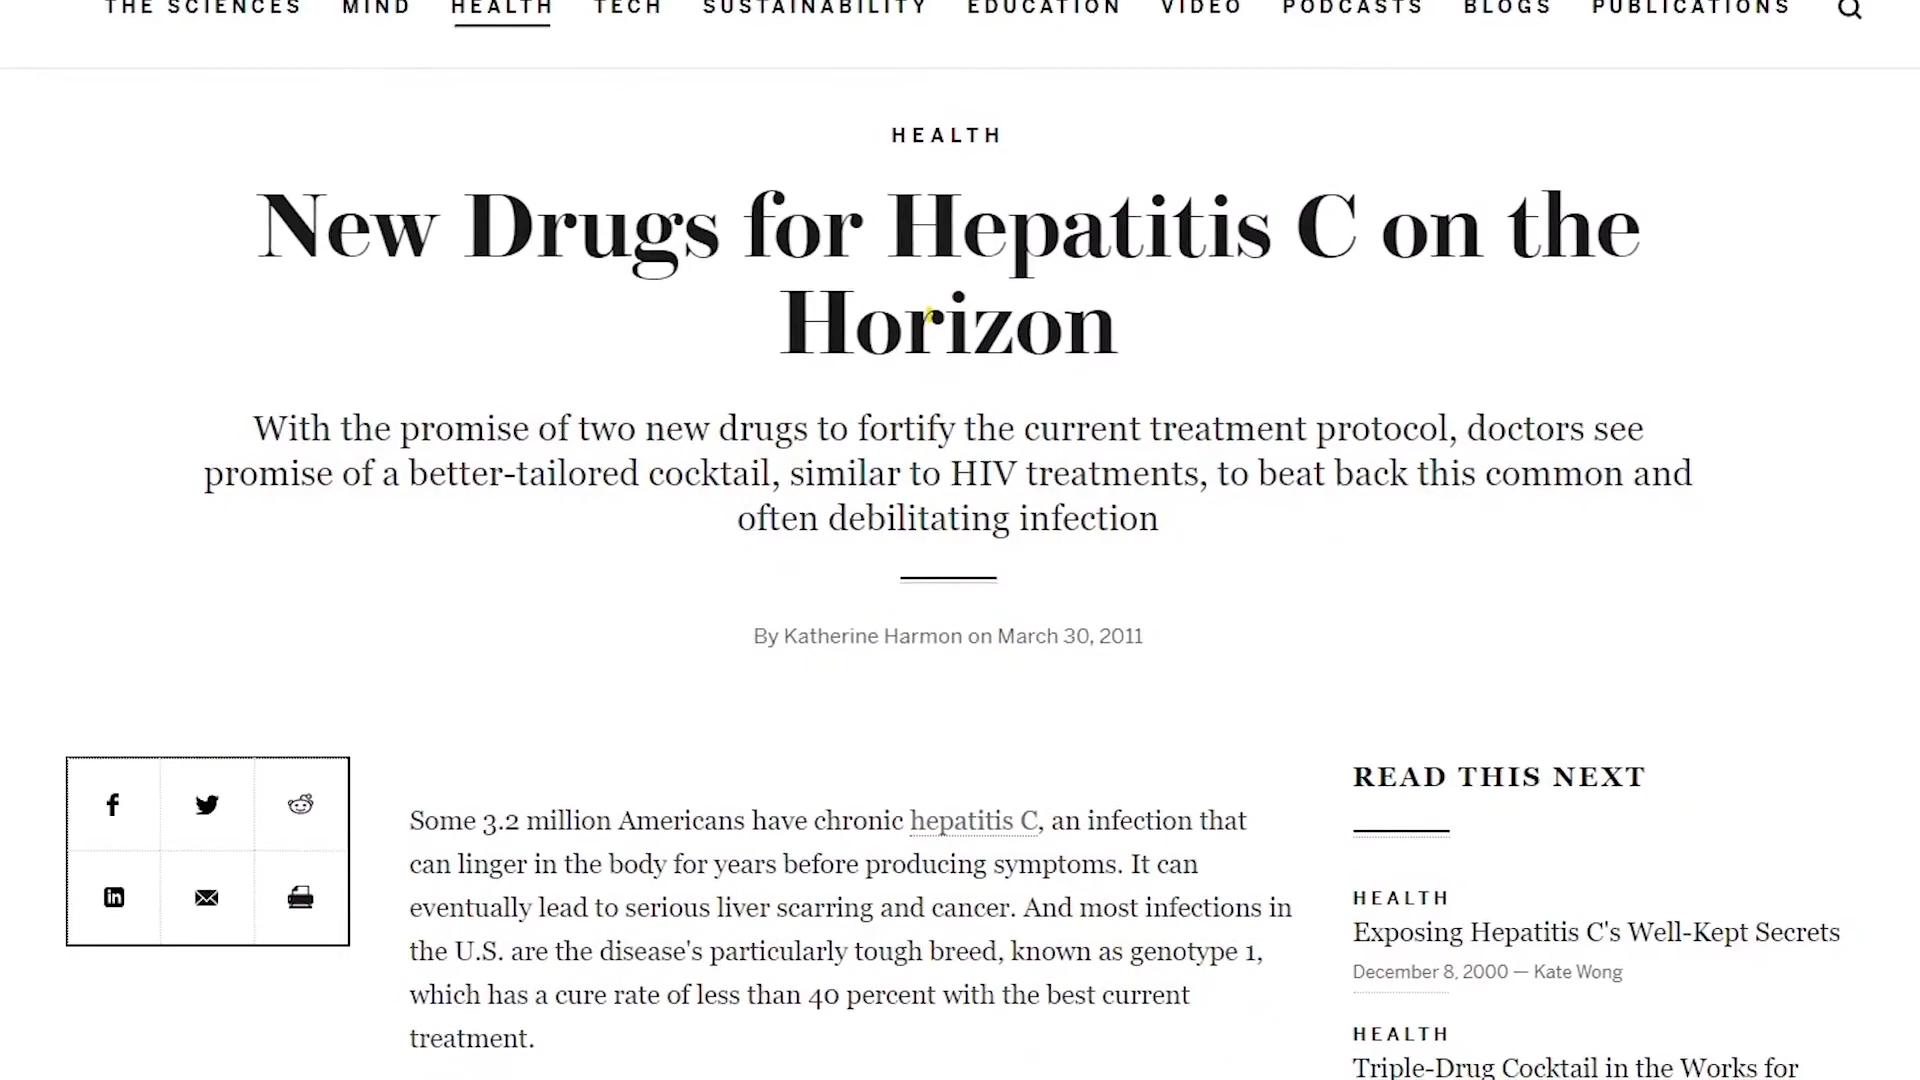 THE SCIENCES MIND HEALTH TECH SUSTAINABILITY EDUCATION VIDEO PODCASTS BLOGS PUBLICATIONS
HEALTH
New Drugs for Hepatitis C on the
Horizon
With the promise of two new drugs to fortify the current treatment protocol, doctors see
promise of a better-tailored cocktail, similar to HIV treatments, to beat back this common and
often debilitating infection
By Katherine Harmon on March 30, 2011
Some 3.2 million Americans have chronic hepatitis C, an infection that
can linger in the body for years before producing symptoms. It can
eventually lead to serious liver scarring and cancer. And most infections in
the U.S. are the disease's particularly tough breed, known as genotype 1,
which has a cure rate of less than 40 percent with the best current
treatment.
READ THIS NEXT
HEALTH
Exposing Hepatitis C's Well-Kept Secrets
December 8, 2000 — Kate Wong
HEALTH
Triple-Drug Cocktail in the Works for